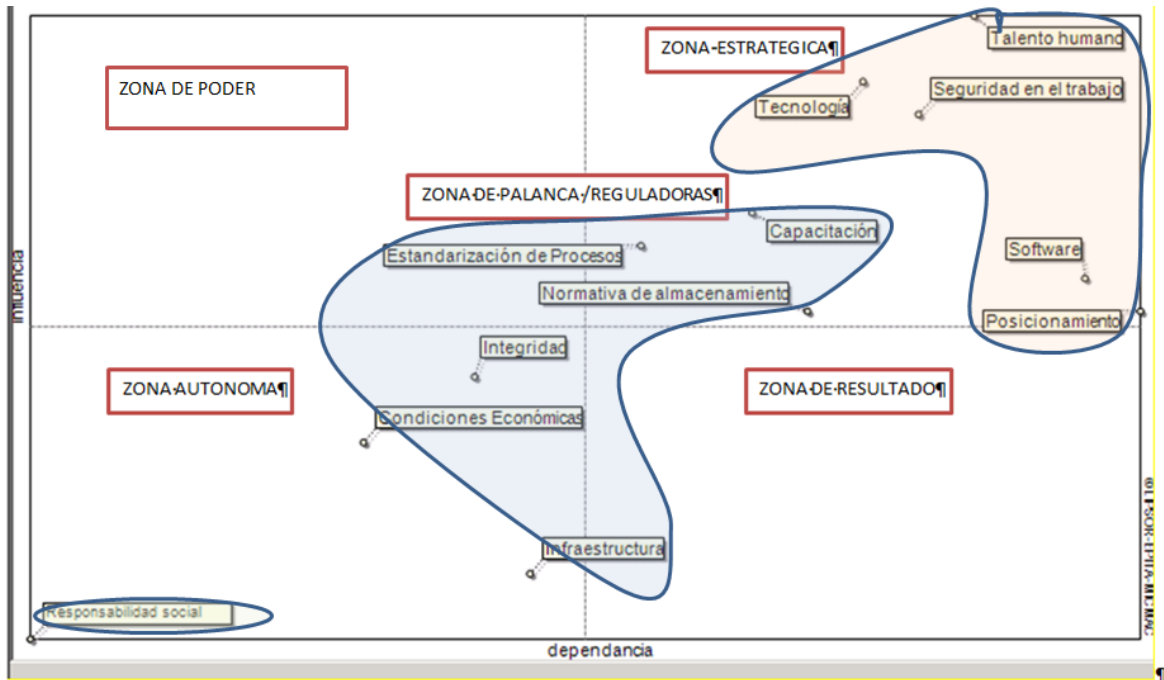 ZONA-ESTRATEGICA¶
Talento humano
ZONA DE PODER
Seguridad en el trabajo
Tecnología
ZONA·DE·PALANCA·/REGULADORAS¶
Capacitación
Estandarización de Procesos
Software
Normativa de almacenamiento
influencia
Posicionamiento
Integridad
ZONA·AUTONOMA¶
ZONA·DE·RESULTADO¶
Condiciones Económicas
Infraestructura
Responsabilidad social
dependancia
¶